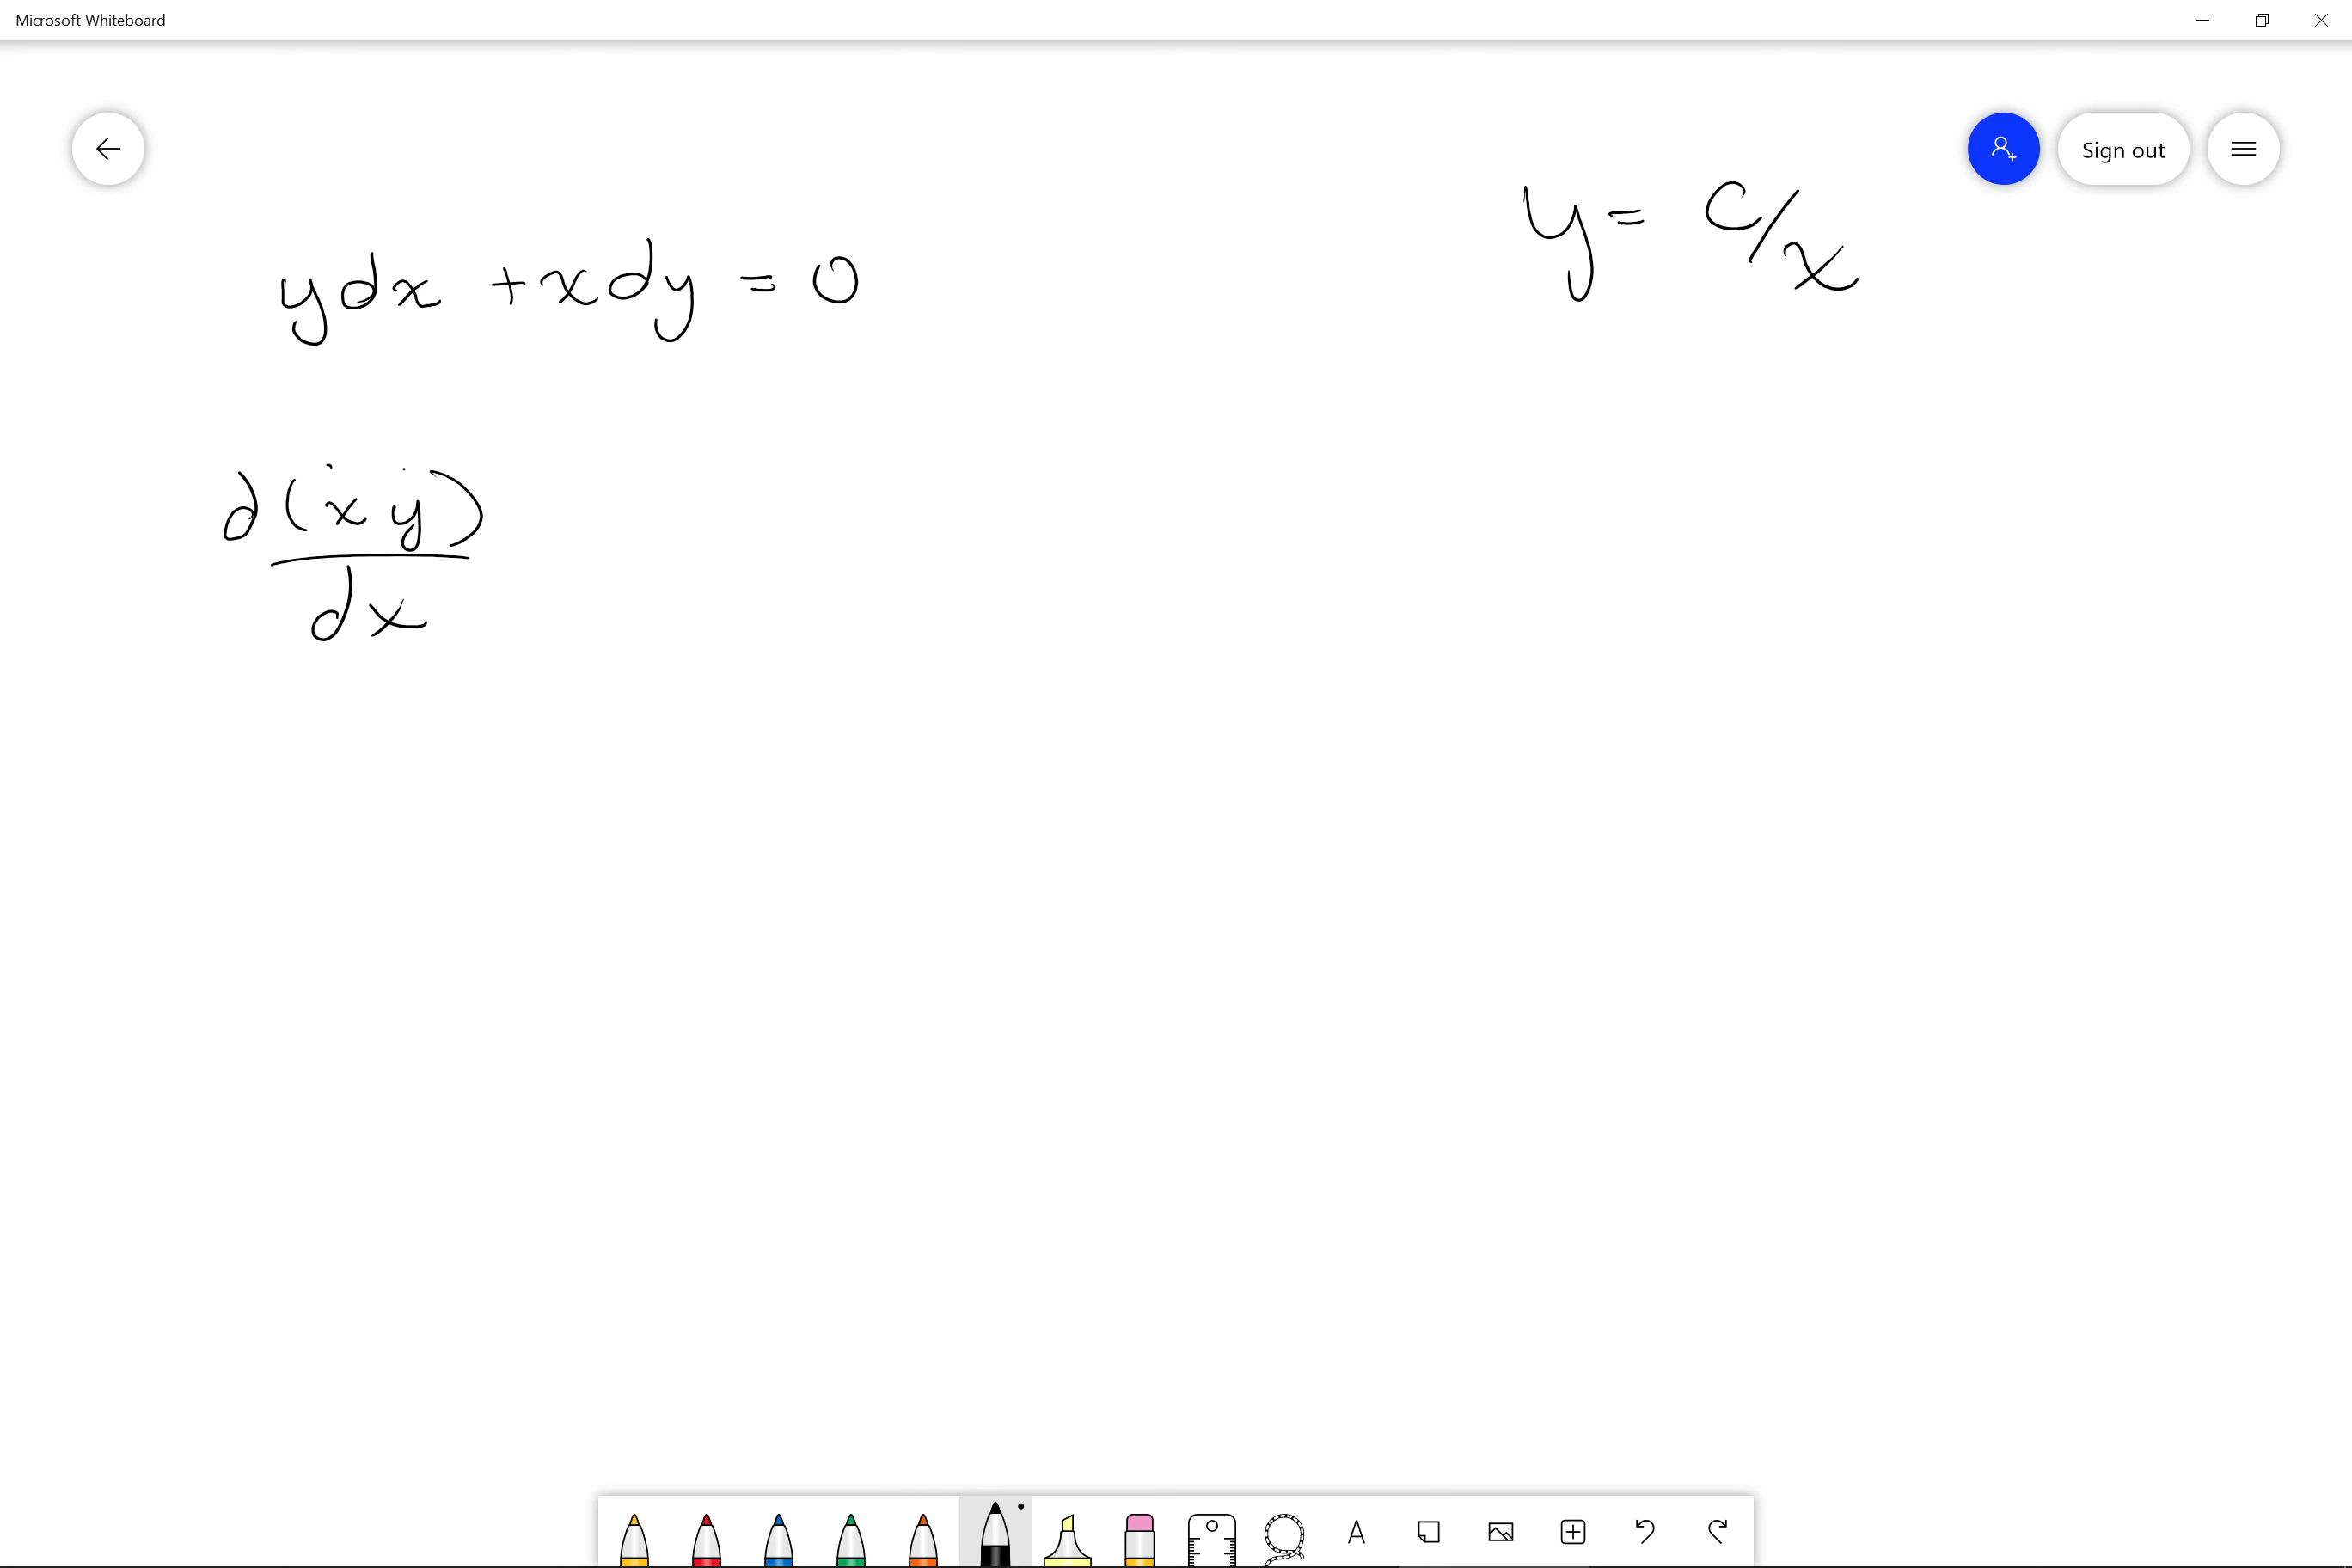 Microsoft Whiteboard
Sign out
y = c/x
ydx + xdy = 0
d(xy)
dx
A